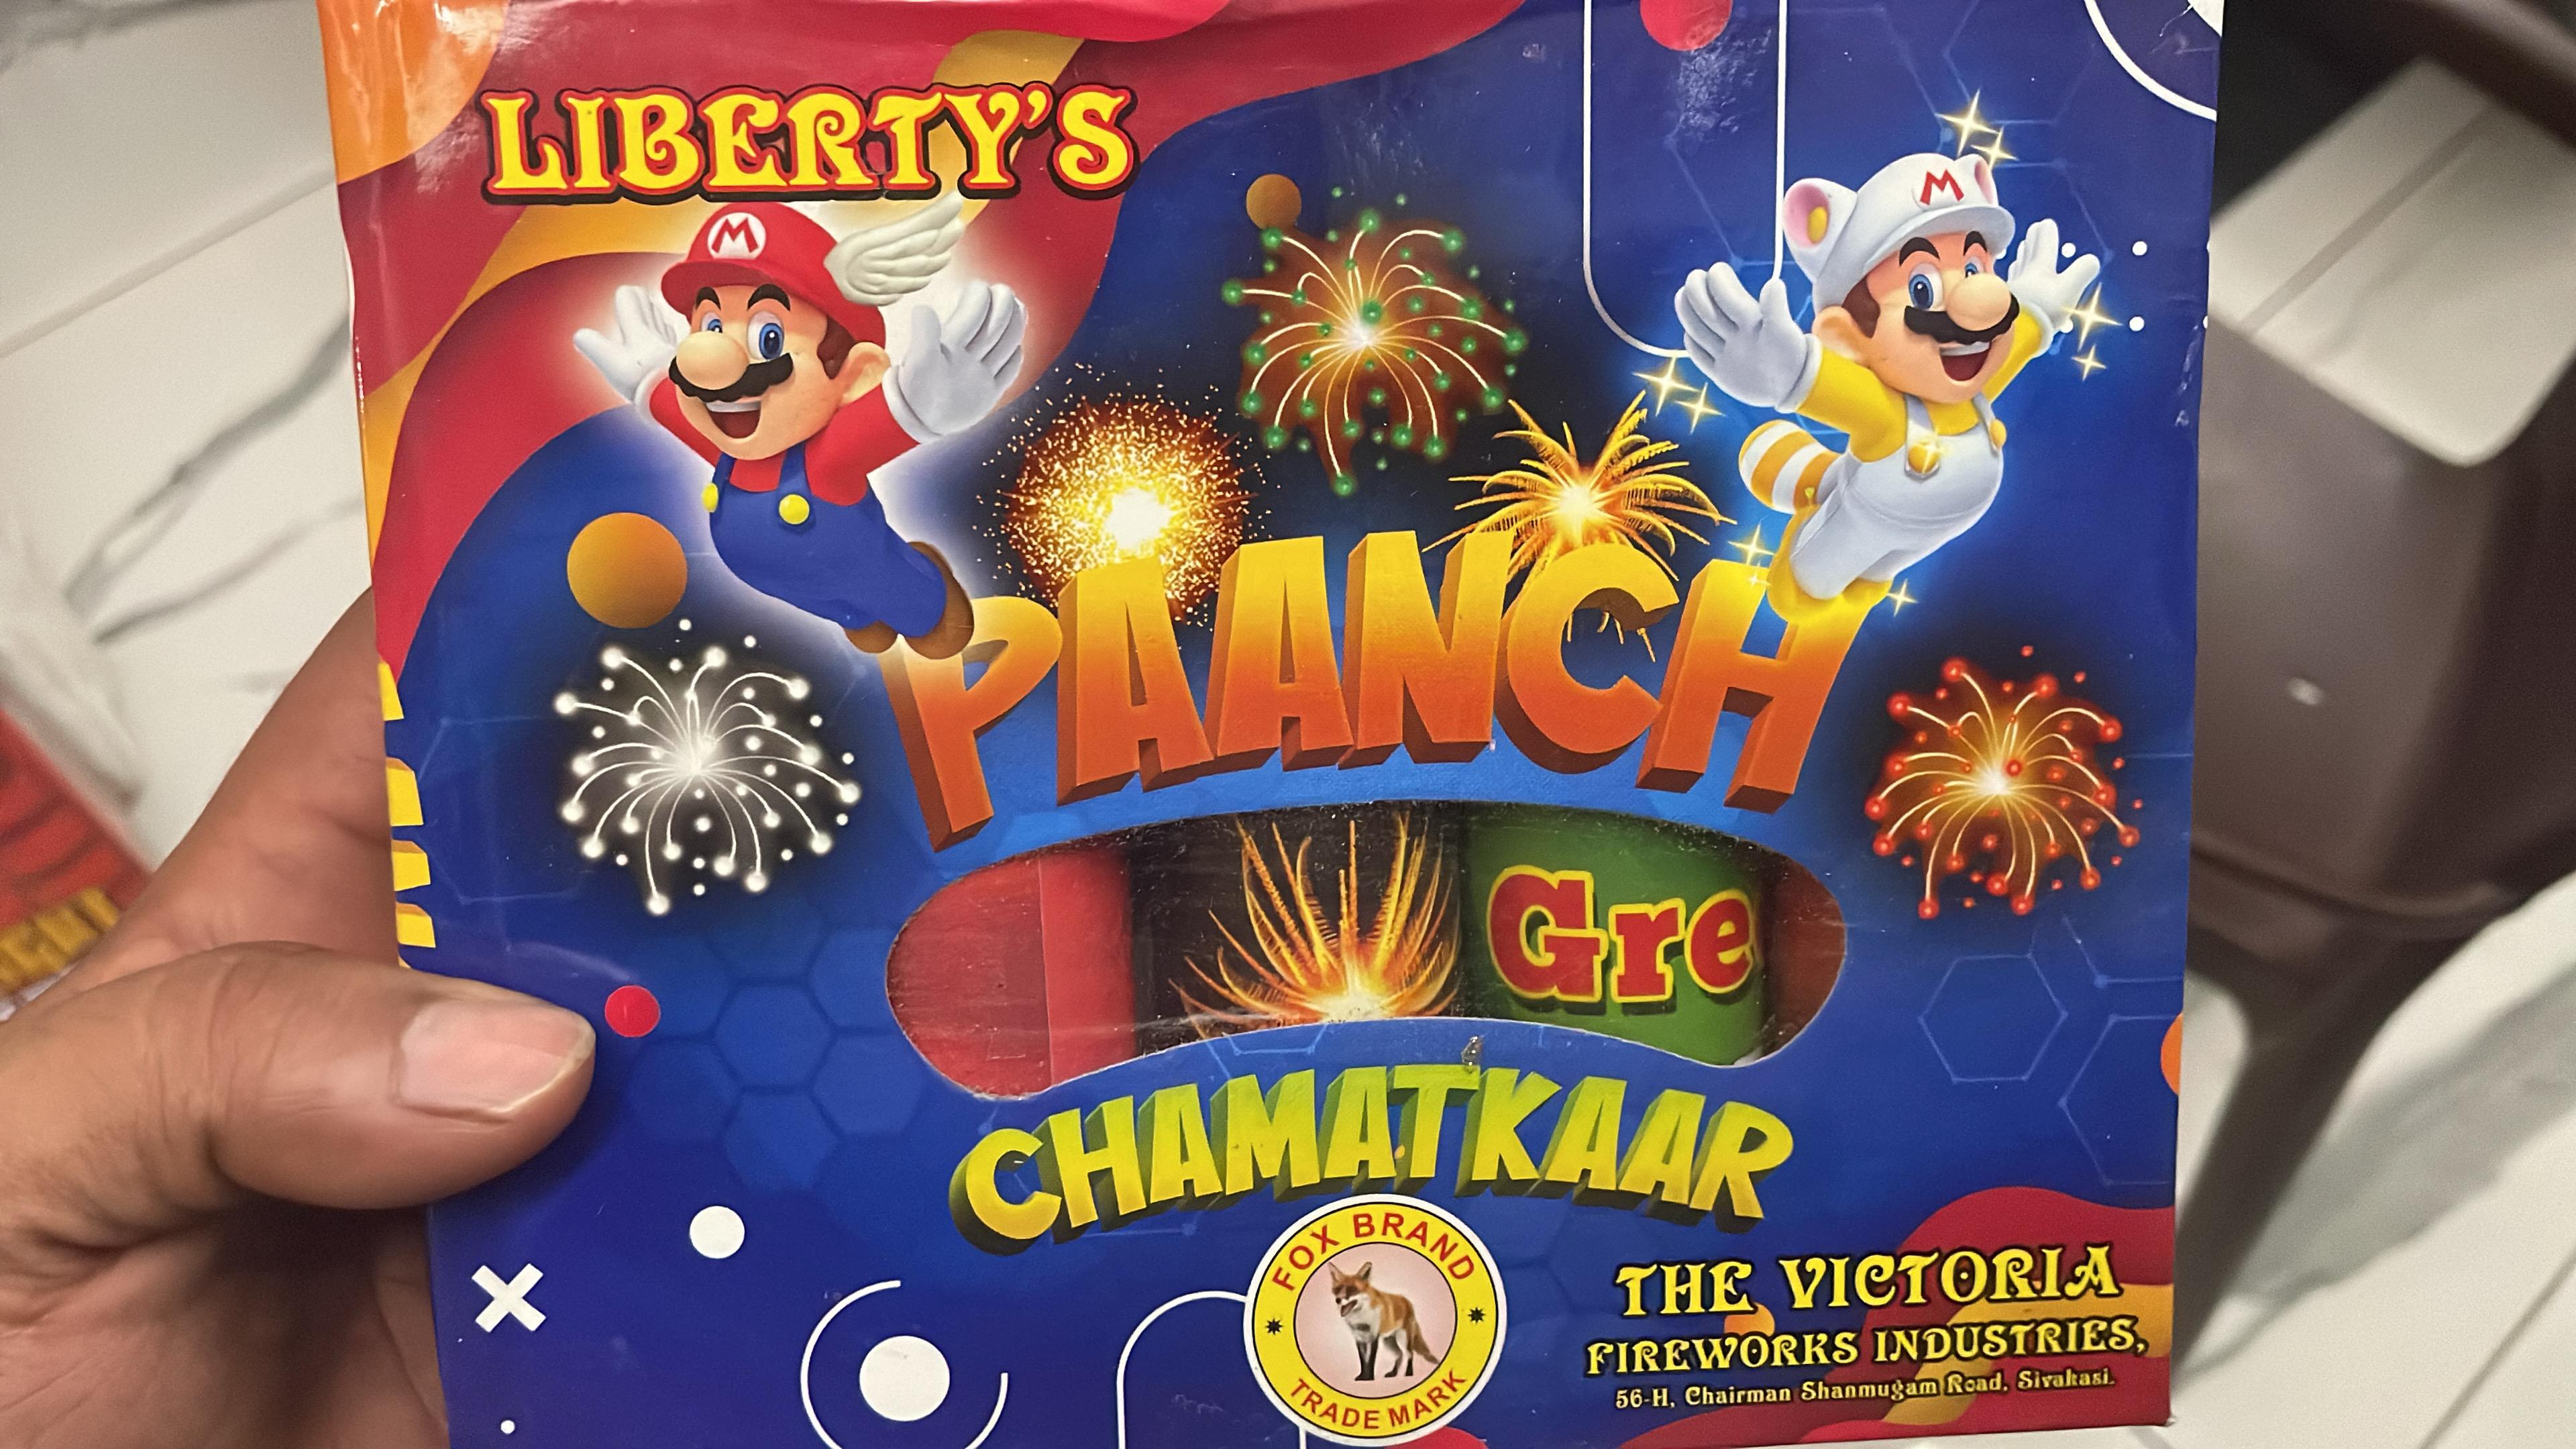 LIBERTY'S
M
M
PAANCH
Gre
CHAMATKAAR
FOX BRAND
TRADE MARK
THE VICTORIA
FIREWORKS INDUSTRIES,
56-H, Chairman Shanmugam Road, Sivakasi.